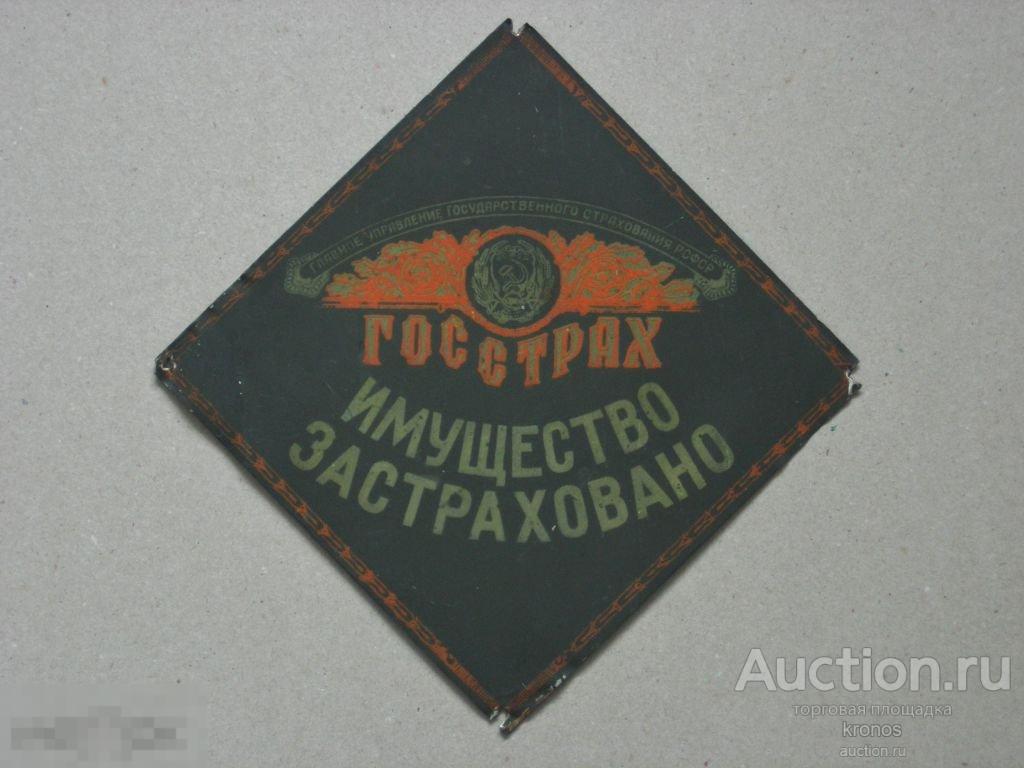 ГЛАВНОЕ УПРАВЛЕНИЕ ГОСУДАРСТВЕННОГО СТРАХОВАНИЯ РСФСР
ГОССТРАХ
ИМУЩЕСТВО
ЗАСТРАХОВАНО
Auction.ru
торговая площадка
kronos
auction.ru